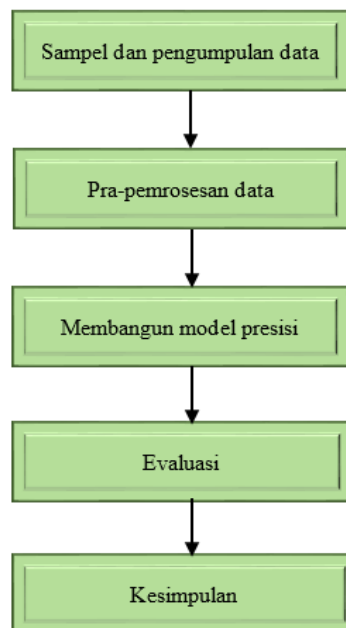 Sampel dan pengumpulan data
Pra-pemrosesan data
Membangun model presisi
Evaluasi
Kesimpulan